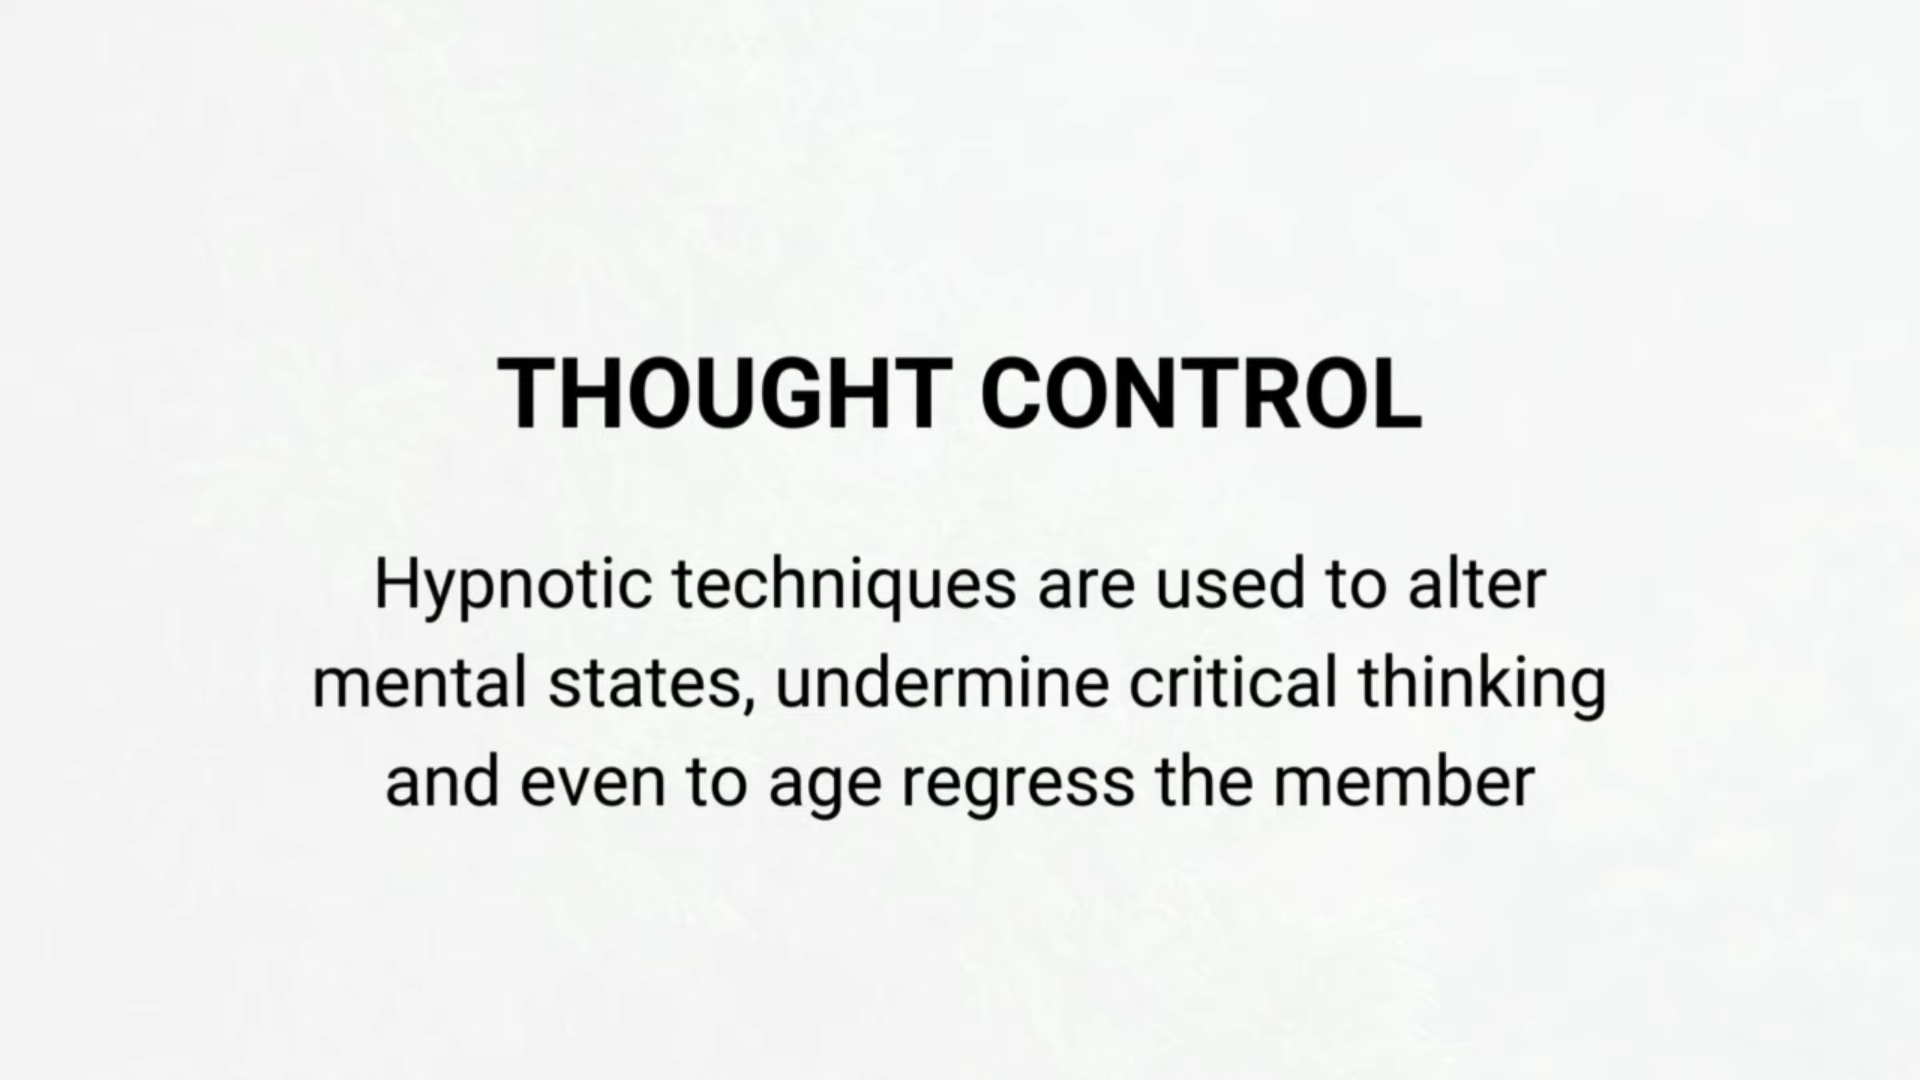 THOUGHT CONTROL
Hypnotic techniques are used to alter
mental states, undermine critical thinking
and even to age regress the member